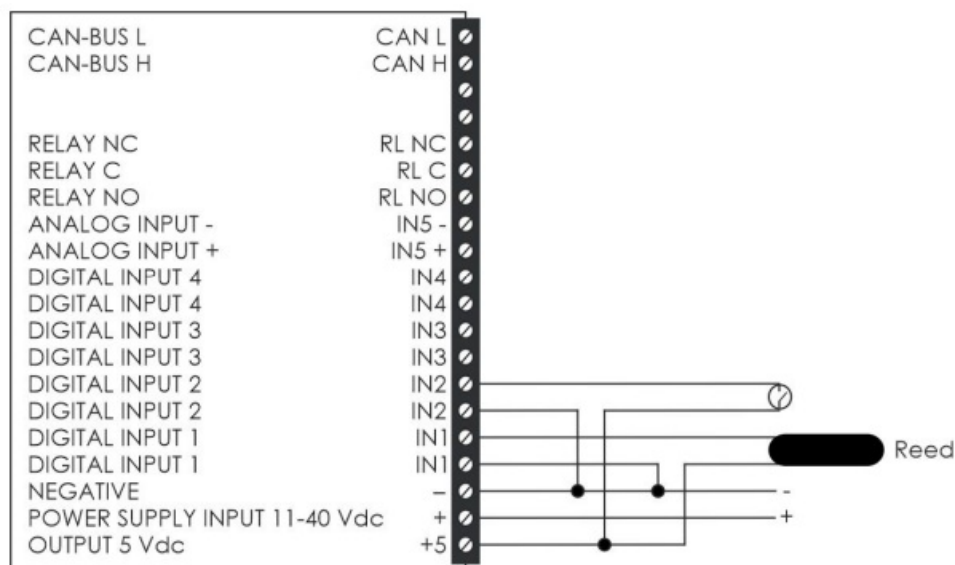 CAN-BUS L CAN L
CAN-BUS H CAN H
RELAY NC RL NC
RELAY C RL C
RELAY NO RL NO
ANALOG INPUT - IN5 -
ANALOG INPUT + IN5 +
DIGITAL INPUT 4 IN4
DIGITAL INPUT 4 IN4
DIGITAL INPUT 3 IN3
DIGITAL INPUT 3 IN3
DIGITAL INPUT 2 IN2
DIGITAL INPUT 2 IN2
DIGITAL INPUT 1 IN1
Reed
DIGITAL INPUT 1 IN1
NEGATIVE – -
POWER SUPPLY INPUT 11-40 Vdc + +
OUTPUT 5 Vdc +5